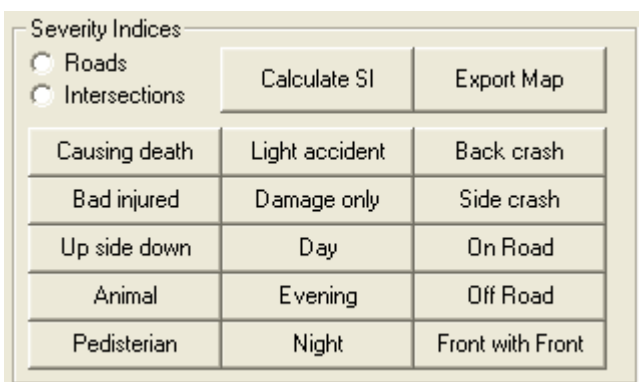 Severity Indices
Roads
Intersections
Calculate SI Export Map
Causing death Light accident Back crash
Bad injured Damage only Side crash
Up side down Day On Road
Animal Evening Off Road
Pedisterian Night Front with Front